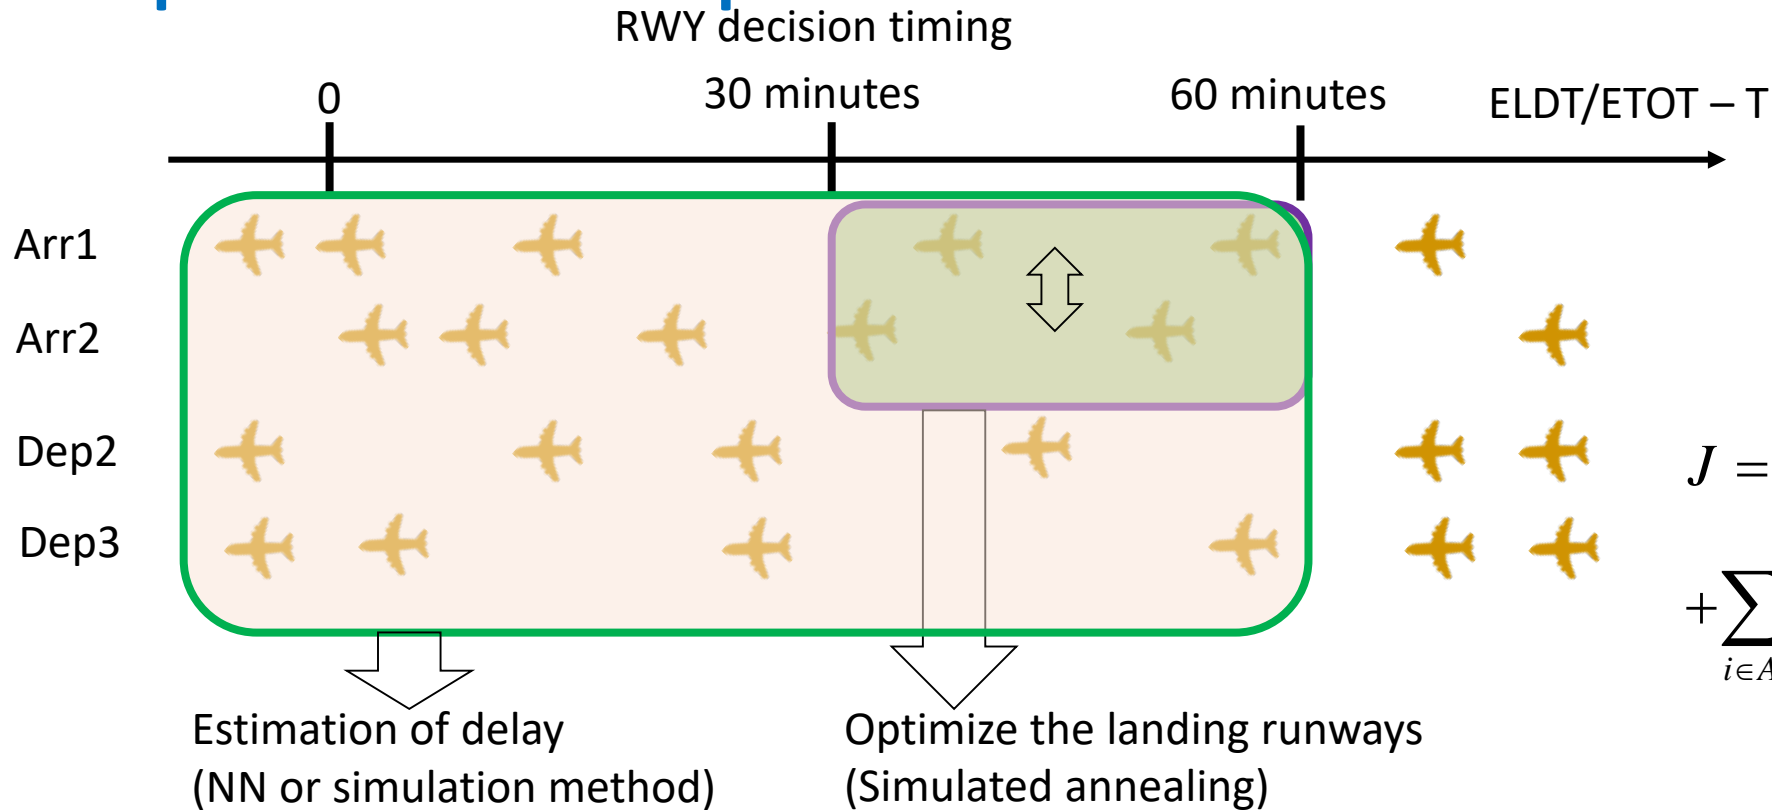 RWY decision timing
0
30 minutes
60 minutes
ELDT/ETOT – T
Arr1
Arr2
Dep2
Dep3
J =
+∑
i∈A
Estimation of delay
(NN or simulation method)
Optimize the landing runways
(Simulated annealing)